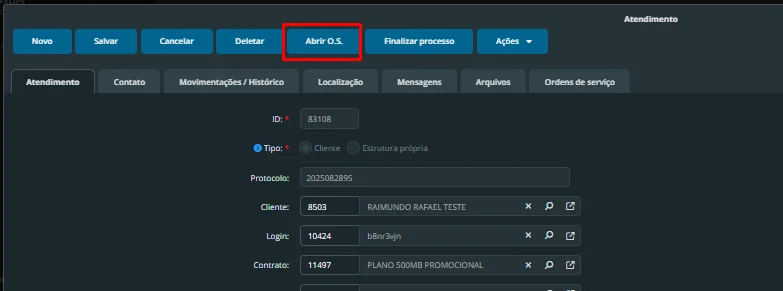 Atendimento
Novo Salvar Cancelar Deletar Abrir O.S. Finalizar processo Ações
Atendimento Contato Movimentações / Histórico Localização Mensagens Arquivos Ordens de serviço
ID: * 83108
Tipo: * Cliente Estrutura própria
Protocolo: 2025082895
Cliente: 8503 RAIMUNDO RAFAEL TESTE
Login: 10424 b8nr3vjn
Contrato: 11497 PLANO 500MB PROMOCIONAL